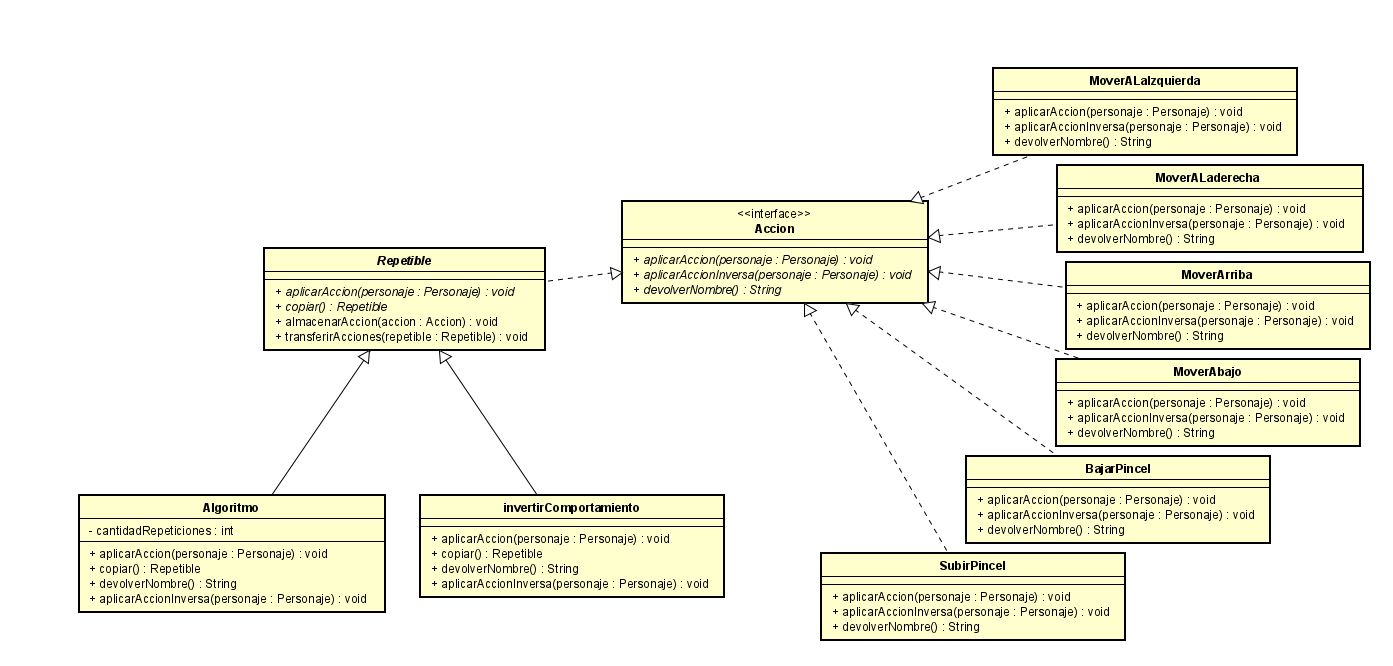 MoverALaIzquierda
+ aplicarAccion(personaje : Personaje) : void
+ aplicarAccionInversa(personaje : Personaje) : void
+ devolverNombre() : String
MoverALaderecha
+ aplicarAccion(personaje : Personaje) : void
+ aplicarAccionInversa(personaje : Personaje) : void
+ devolverNombre() : String
<<interface>>
Accion
+ aplicarAccion(personaje : Personaje) : void
+ aplicarAccionInversa(personaje : Personaje) : void
+ devolverNombre() : String
Repetible
+ aplicarAccion(personaje : Personaje) : void
+ copiar() : Repetible
+ almacenarAccion(accion : Accion) : void
+ transferirAcciones(repetible : Repetible) : void
MoverArriba
+ aplicarAccion(personaje : Personaje) : void
+ aplicarAccionInversa(personaje : Personaje) : void
+ devolverNombre() : String
MoverAbajo
+ aplicarAccion(personaje : Personaje) : void
+ aplicarAccionInversa(personaje : Personaje) : void
+ devolverNombre() : String
BajarPincel
+ aplicarAccion(personaje : Personaje) : void
+ aplicarAccionInversa(personaje : Personaje) : void
+ devolverNombre() : String
Algoritmo
- cantidadRepeticiones : int
+ aplicarAccion(personaje : Personaje) : void
+ copiar() : Repetible
+ devolverNombre() : String
+ aplicarAccionInversa(personaje : Personaje) : void
invertirComportamiento
+ aplicarAccion(personaje : Personaje) : void
+ copiar() : Repetible
+ devolverNombre() : String
+ aplicarAccionInversa(personaje : Personaje) : void
SubirPincel
+ aplicarAccion(personaje : Personaje) : void
+ aplicarAccionInversa(personaje : Personaje) : void
+ devolverNombre() : String